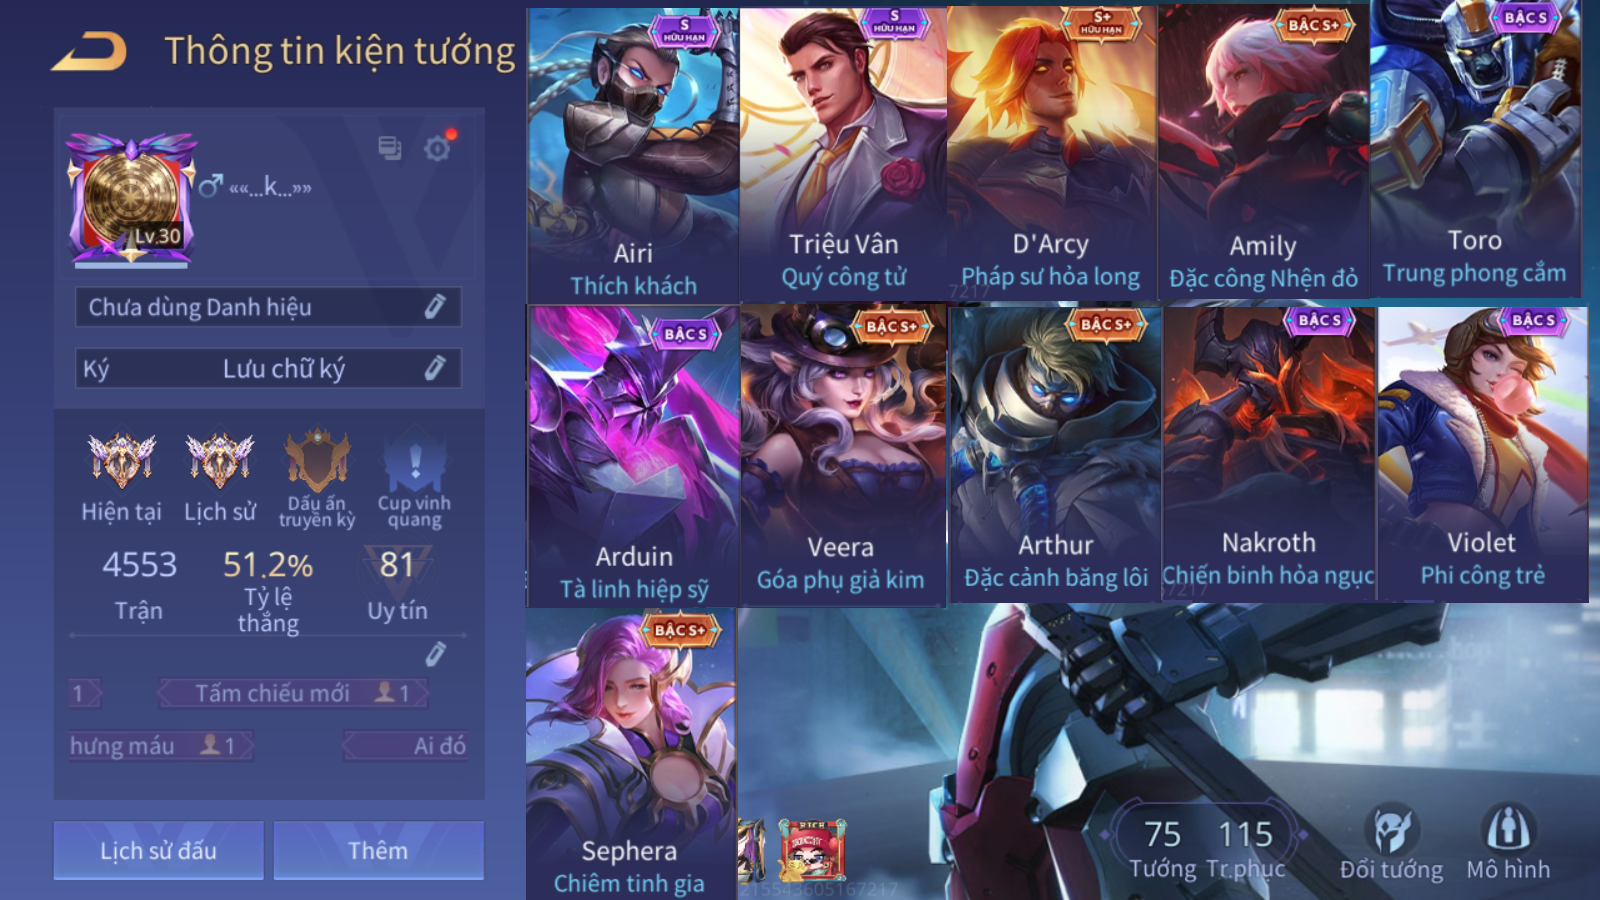 Thông tin kiện tướng
««...k...»»
Lv.30
Chưa dùng Danh hiệu
Ký Lưu chữ ký
Hiện tại
Lịch sử
Dấu ấn
truyền kỳ
Cup vinh
quang
4553
Trận
51.2%
Tỷ lệ
thắng
81
Uy tín
1
Tấm chiếu mới 1
hưng máu 1
Ai đó
Lịch sử đấu
Thêm
S
HỮU HẠN
Airi
Thích khách
S
HỮU HẠN
Triệu Vân
Quý công tử
S+
HỮU HẠN
D'Arcy
Pháp sư hỏa long
7217
BẬC S+
Amily
Đặc công Nhện đỏ
BẬC S
Toro
Trung phong cắm
BẬC S
Arduin
Tà linh hiệp sỹ
BẬC S+
Veera
Góa phụ giả kim
BẬC S+
Arthur
Đặc cảnh băng lôi
BẬC S
Nakroth
Chiến binh hỏa ngục
7217
BẬC S
Violet
Phi công trẻ
BẬC S+
Sephera
Chiêm tinh gia
RICH
215543605167217
75
Tướng
115
Tr.phục
Đổi tướng
Mô hình